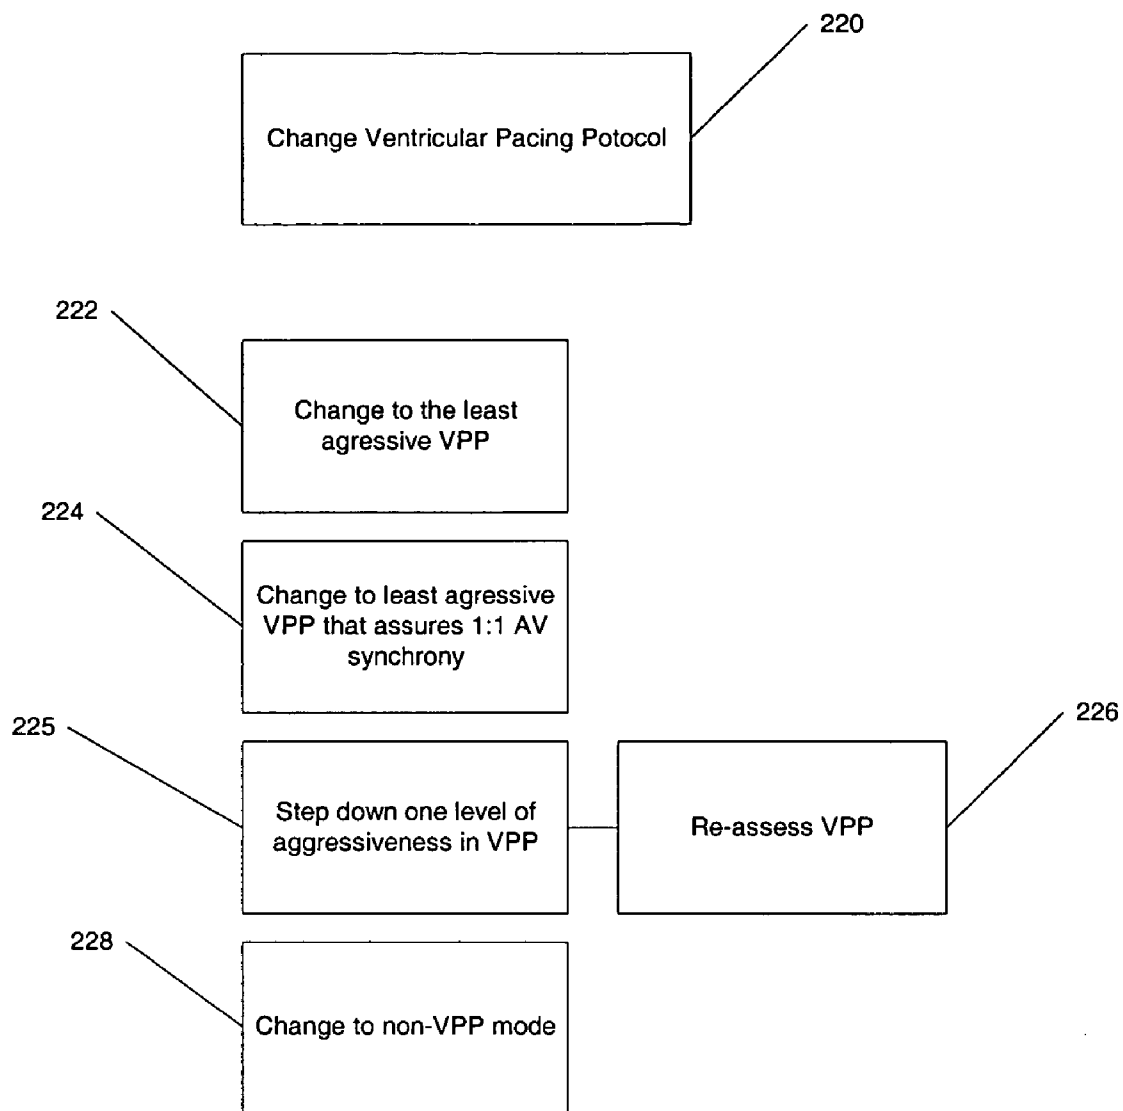 220
Change Ventricular Pacing Potocol
222
Change to the least
agressive VPP
224
Change to least agressive
VPP that assures 1:1 AV
synchrony
225
Step down one level of
aggressiveness in VPP
226
Re-assess VPP
228
Change to non-VPP mode